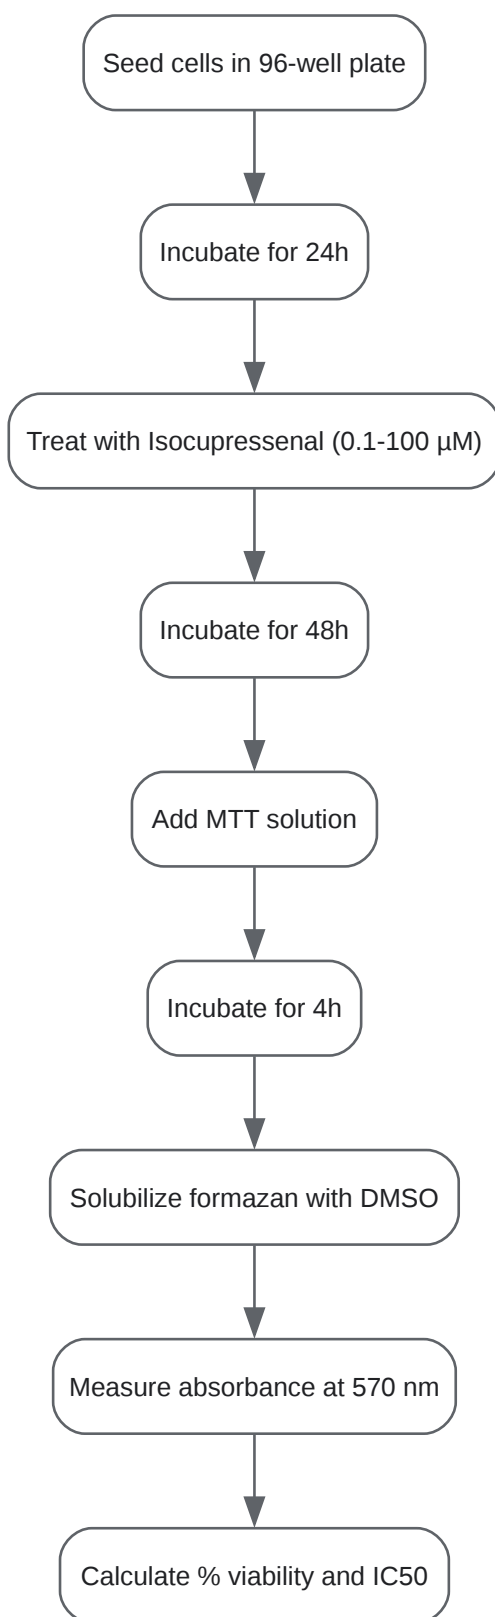 Seed cells in 96-well plate
Incubate for 24h
Treat with Isocupressenal (0.1-100 µM)
Incubate for 48h
Add MTT solution
Incubate for 4h
Solubilize formazan with DMSO
Measure absorbance at 570 nm
Calculate % viability and IC50